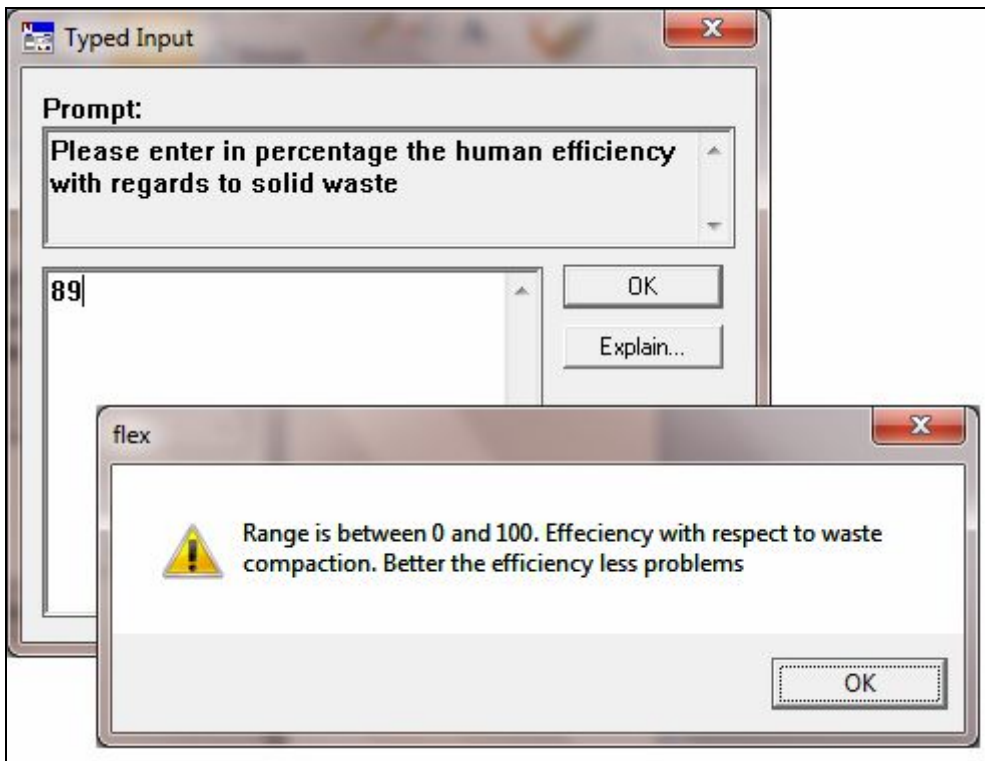 Typed Input
Prompt:
Please enter in percentage the human efficiency
with regards to solid waste
89
OK
Explain...
flex
Range is between 0 and 100. Effeciency with respect to waste
compaction. Better the efficiency less problems
OK